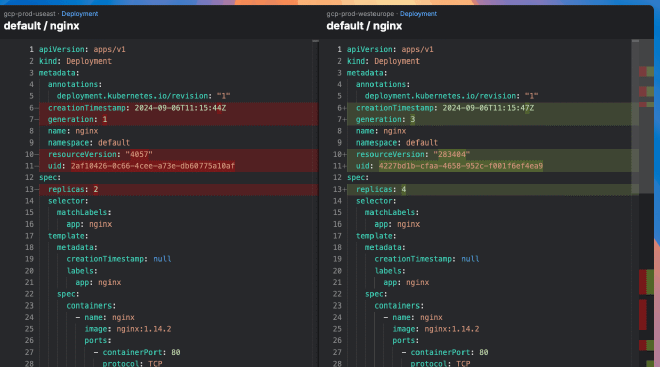 gcp-prod-useast · Deployment
default / nginx
1 apiVersion: apps/v1
2 kind: Deployment
3 metadata:
4 annotations:
5 deployment.kubernetes.io/revision: "1"
6− creationTimestamp: 2024-09-06T11:15:44Z
7− generation: 1
8 name: nginx
9 namespace: default
10− resourceVersion: "4057"
11− uid: 2af10426-0c66-4cee-a73e-db60775a10af
12 spec:
13− replicas: 2
14 selector:
15 matchLabels:
16 app: nginx
17 template:
18 metadata:
19 creationTimestamp: null
20 labels:
21 app: nginx
22 spec:
23 containers:
24 - name: nginx
25 image: nginx:1.14.2
26 ports:
27 - containerPort: 80
28 protocol: TCP
gcp-prod-westeurope · Deployment
default / nginx
1 apiVersion: apps/v1
2 kind: Deployment
3 metadata:
4 annotations:
5 deployment.kubernetes.io/revision: "1"
6+ creationTimestamp: 2024-09-06T11:15:47Z
7+ generation: 3
8 name: nginx
9 namespace: default
10+ resourceVersion: "283404"
11+ uid: 4227bd1b-cfaa-4658-952c-f001f6ef4ea9
12 spec:
13+ replicas: 4
14 selector:
15 matchLabels:
16 app: nginx
17 template:
18 metadata:
19 creationTimestamp: null
20 labels:
21 app: nginx
22 spec:
23 containers:
24 - name: nginx
25 image: nginx:1.14.2
26 ports:
27 - containerPort: 80
28 protocol: TCP